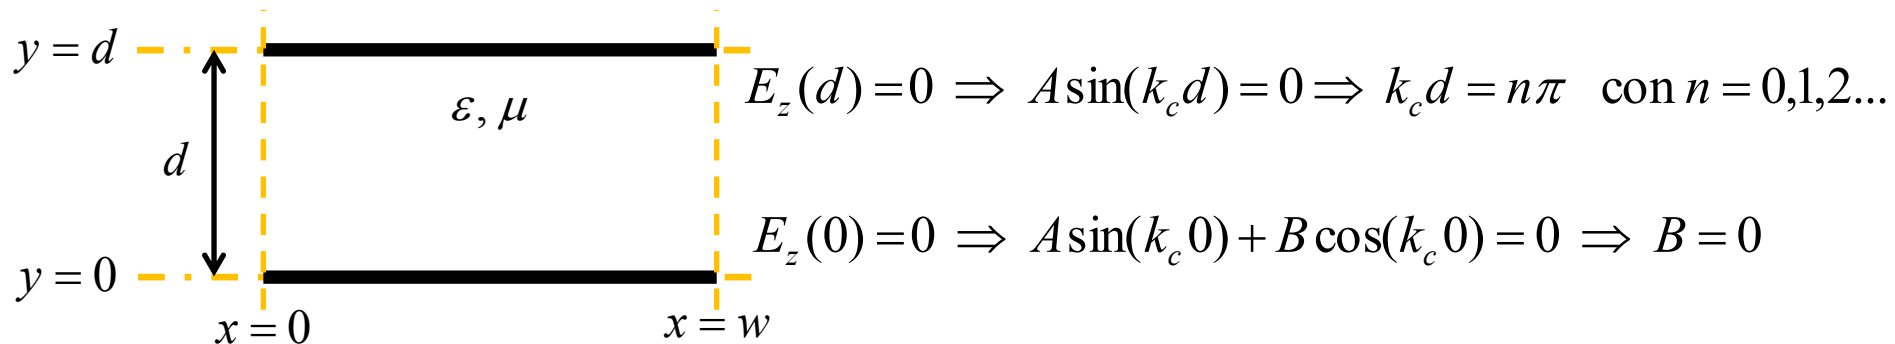 y = d
E_z(d) = 0 ⇒ A sin(k_c d) = 0 ⇒ k_c d = nπ con n = 0,1,2...
ε, μ
d
E_z(0) = 0 ⇒ A sin(k_c 0) + B cos(k_c 0) = 0 ⇒ B = 0
y = 0
x = 0
x = w